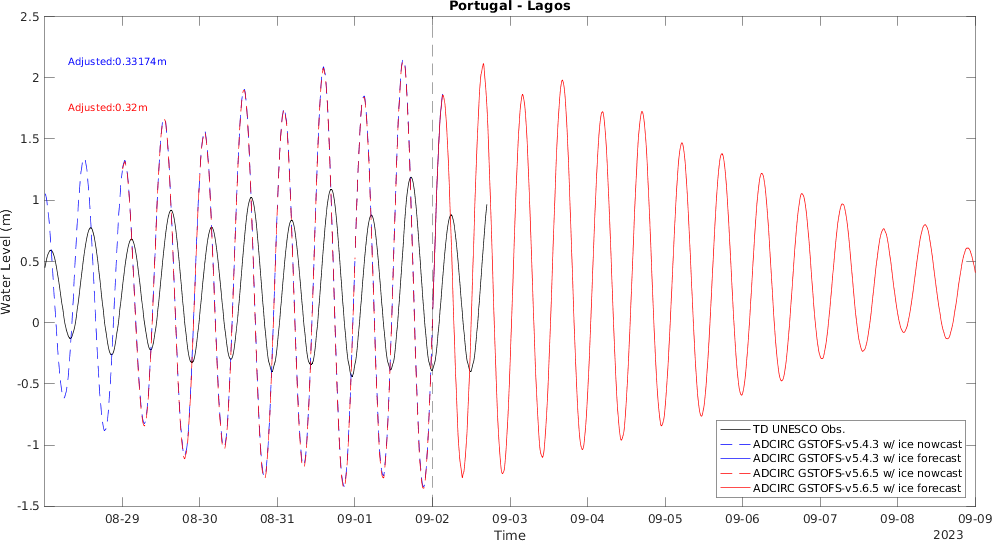 Portugal - Lagos
2.5
2
1.5
1
0.5
0
-0.5
-1
-1.5
Water Level (m)
Adjusted:0.33174m
Adjusted:0.32m
TD UNESCO Obs.
ADCIRC GSTOFS-v5.4.3 w/ ice nowcast
ADCIRC GSTOFS-v5.4.3 w/ ice forecast
ADCIRC GSTOFS-v5.6.5 w/ ice nowcast
ADCIRC GSTOFS-v5.6.5 w/ ice forecast
08-29 08-30 08-31 09-01 09-02 09-03 09-04 09-05 09-06 09-07 09-08 09-09
Time
2023